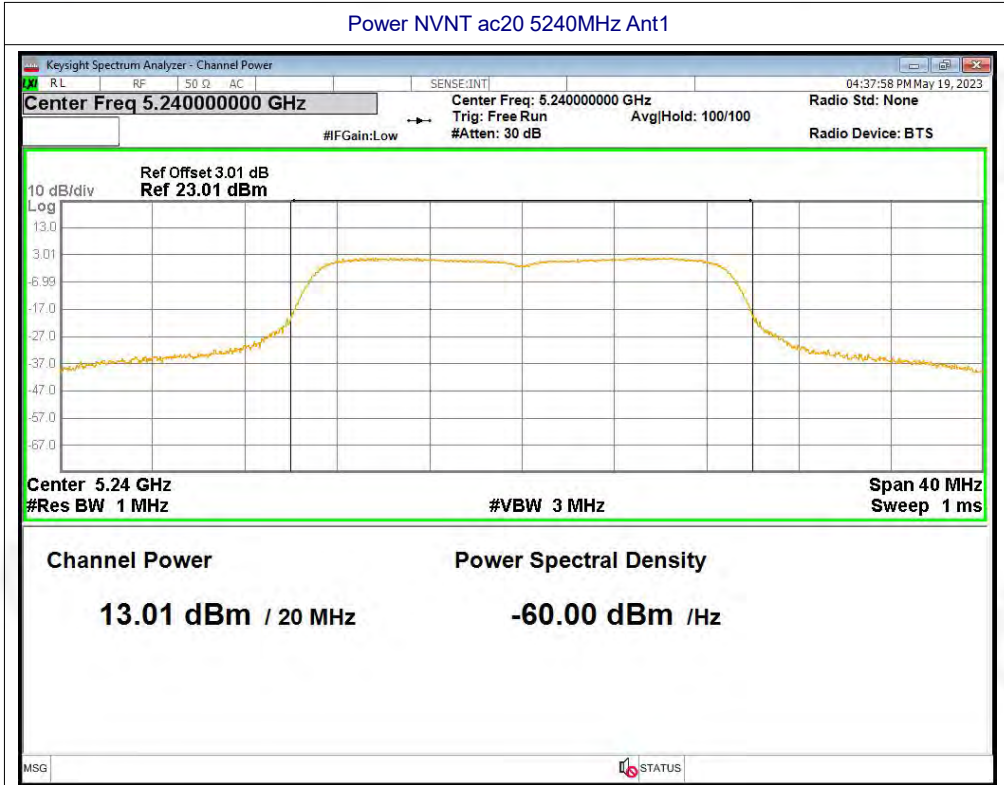 Power NVNT ac20 5240MHz Ant1
Keysight Spectrum Analyzer - Channel Power
LXI RL RF 50 Ω AC SENSE:INT 04:37:58 PM May 19, 2023
Center Freq 5.240000000 GHz
Center Freq: 5.240000000 GHz
Radio Std: None
Trig: Free Run Avg|Hold: 100/100
#IFGain:Low #Atten: 30 dB Radio Device: BTS
Ref Offset 3.01 dB
10 dB/div Ref 23.01 dBm
Log
13.0
3.01
-6.99
-17.0
-27.0
-37.0
-47.0
-57.0
-67.0
Center 5.24 GHz Span 40 MHz
#Res BW 1 MHz #VBW 3 MHz Sweep 1 ms
Channel Power Power Spectral Density
13.01 dBm / 20 MHz -60.00 dBm /Hz
MSG STATUS